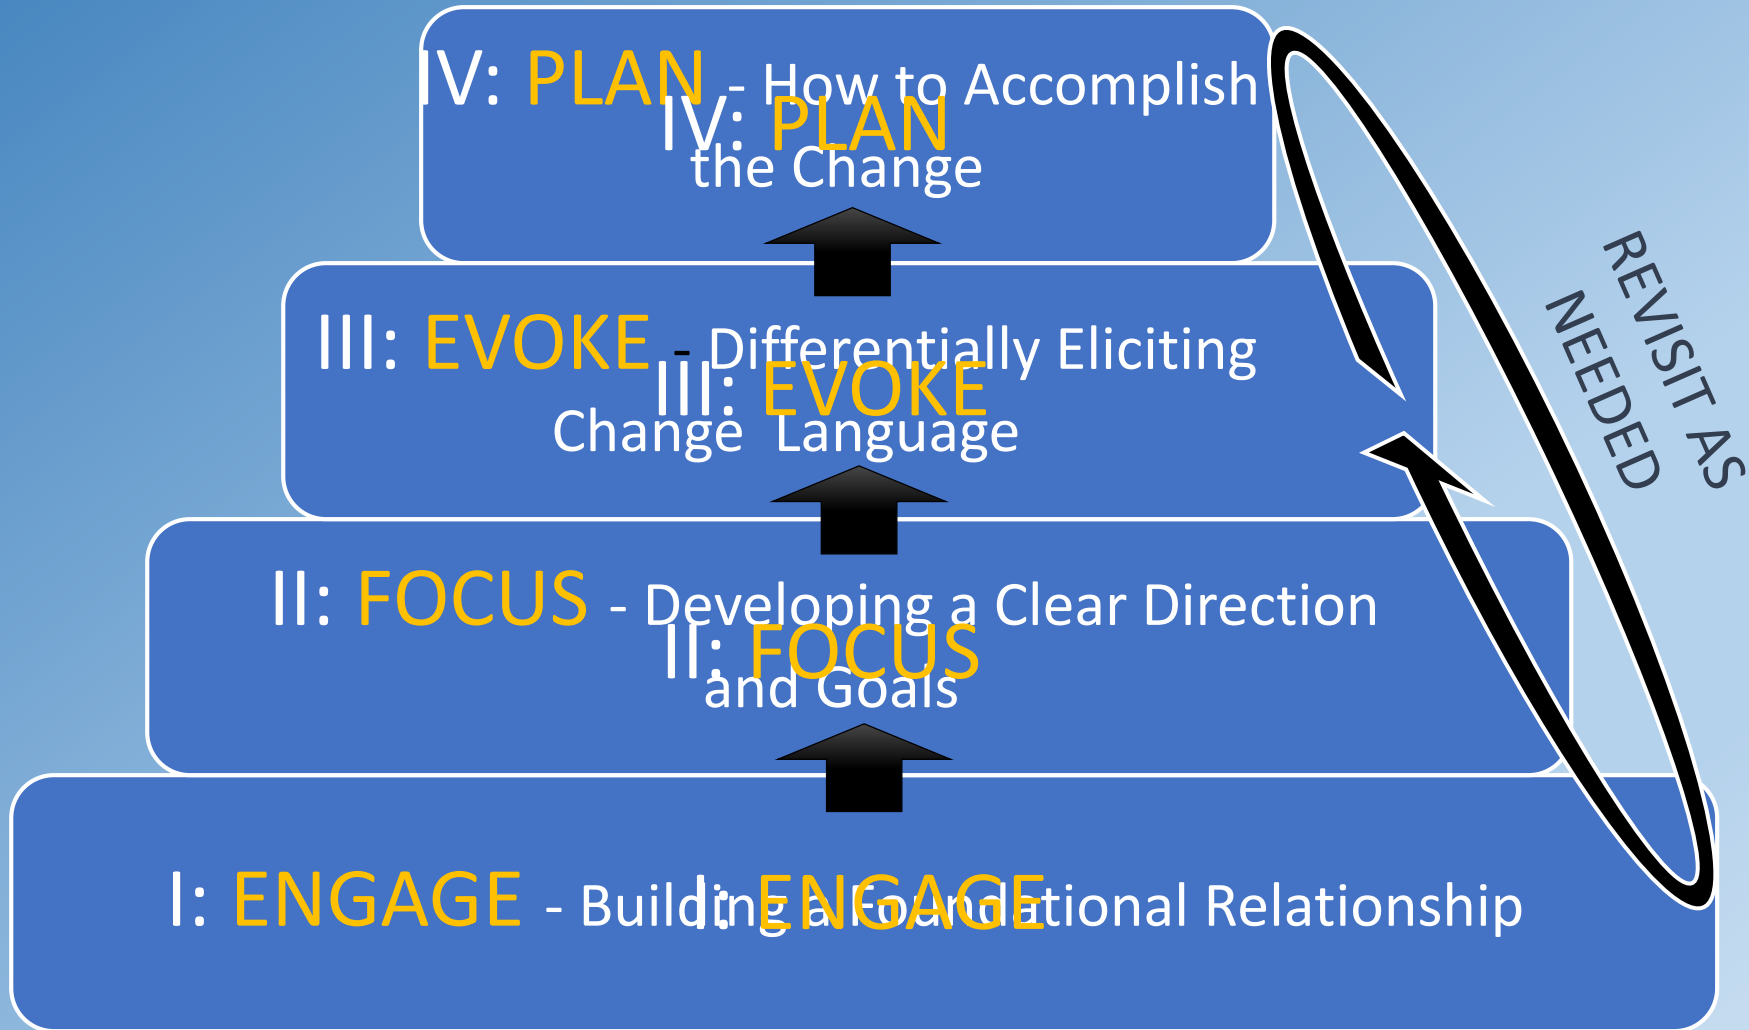 IV: PLAN - How to Accomplish
IV: PLAN
the Change
III: EVOKE - Differentially Eliciting
III: EVOKE
Change Language
II: FOCUS - Developing a Clear Direction
II: FOCUS
and Goals
I: ENGAGE - Building a Foundational Relationship
I: ENGAGE
REVISIT AS
NEEDED